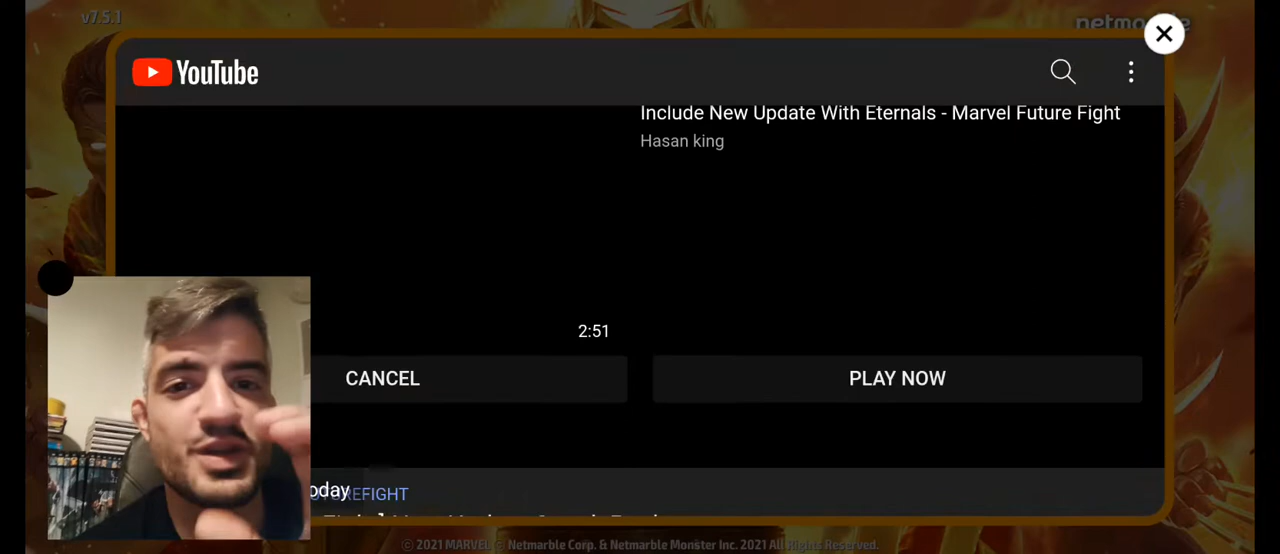 v7.5.1
netmarble
YouTube
Include New Update With Eternals - Marvel Future Fight
Hasan king
2:51
CANCEL
PLAY NOW
oday
FIGHT
© 2021 MARVEL © Netmarble Corp. & Netmarble Monster Inc. 2021 All Rights Reserved.